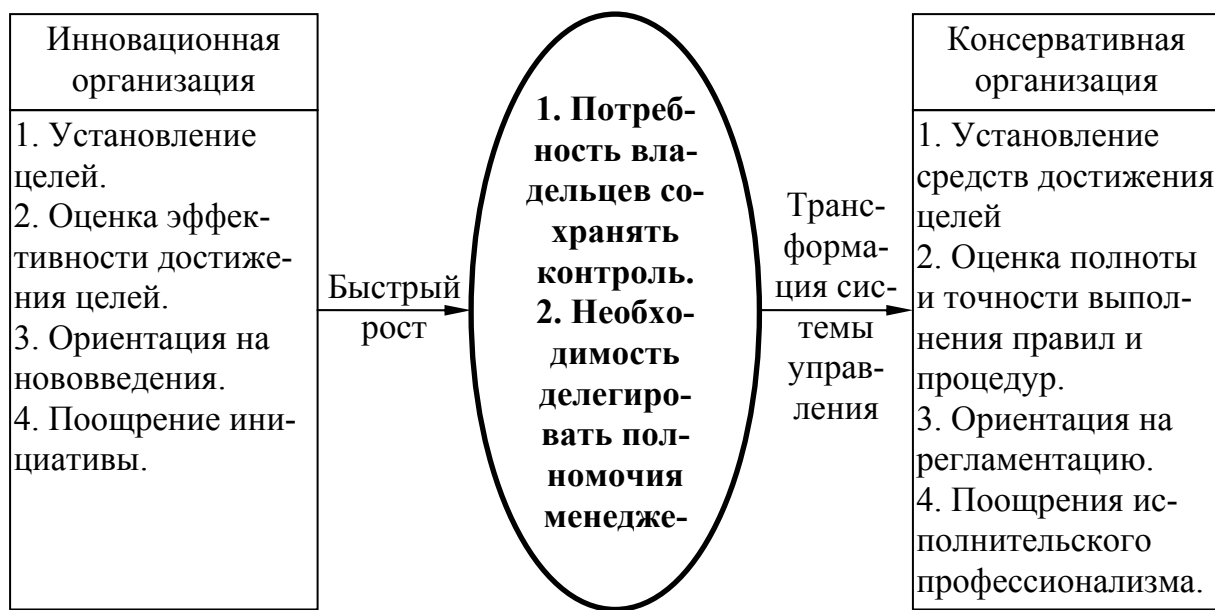 Инновационная
организация
1. Установление
целей.
2. Оценка эффек-
тивности достиже-
ния целей.
3. Ориентация на
нововведения.
4. Поощрение ини-
циативы.
Быстрый
рост
1. Потреб-
ность вла-
дельцев со-
хранять
контроль.
2. Необхо-
димость
делегиро-
вать пол-
номочия
менедже-
Транс-
форма-
ция сис-
темы
управ-
ления
Консервативная
организация
1. Установление
средств достижения
целей
2. Оценка полноты
и точности выпол-
нения правил и
процедур.
3. Ориентация на
регламентацию.
4. Поощрения ис-
полнительского
профессионализма.